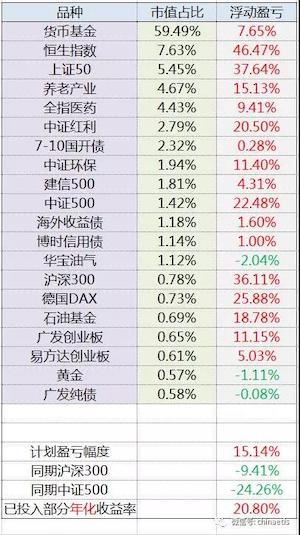 品种 市值占比 浮动盈亏
货币基金 59.49% 7.65%
恒生指数 7.63% 46.47%
上证50 5.45% 37.64%
养老产业 4.67% 15.13%
全指医药 4.43% 9.41%
中证红利 2.79% 20.50%
7-10国开债 2.32% 0.28%
中证环保 1.94% 11.40%
建信500 1.81% 4.31%
中证500 1.42% 22.48%
海外收益债 1.18% 1.60%
博时信用债 1.14% 1.00%
华宝油气 1.12% -2.04%
沪深300 0.78% 36.11%
德国DAX 0.73% 25.88%
石油基金 0.69% 18.78%
广发创业板 0.65% 11.15%
易方达创业板 0.61% 5.03%
黄金 0.57% -1.11%
广发纯债 0.58% -0.08%
计划盈亏幅度 15.14%
同期沪深300 -9.41%
同期中证500 -24.26%
已投入部分年化收益率 20.80%
微信号: chinaetfs